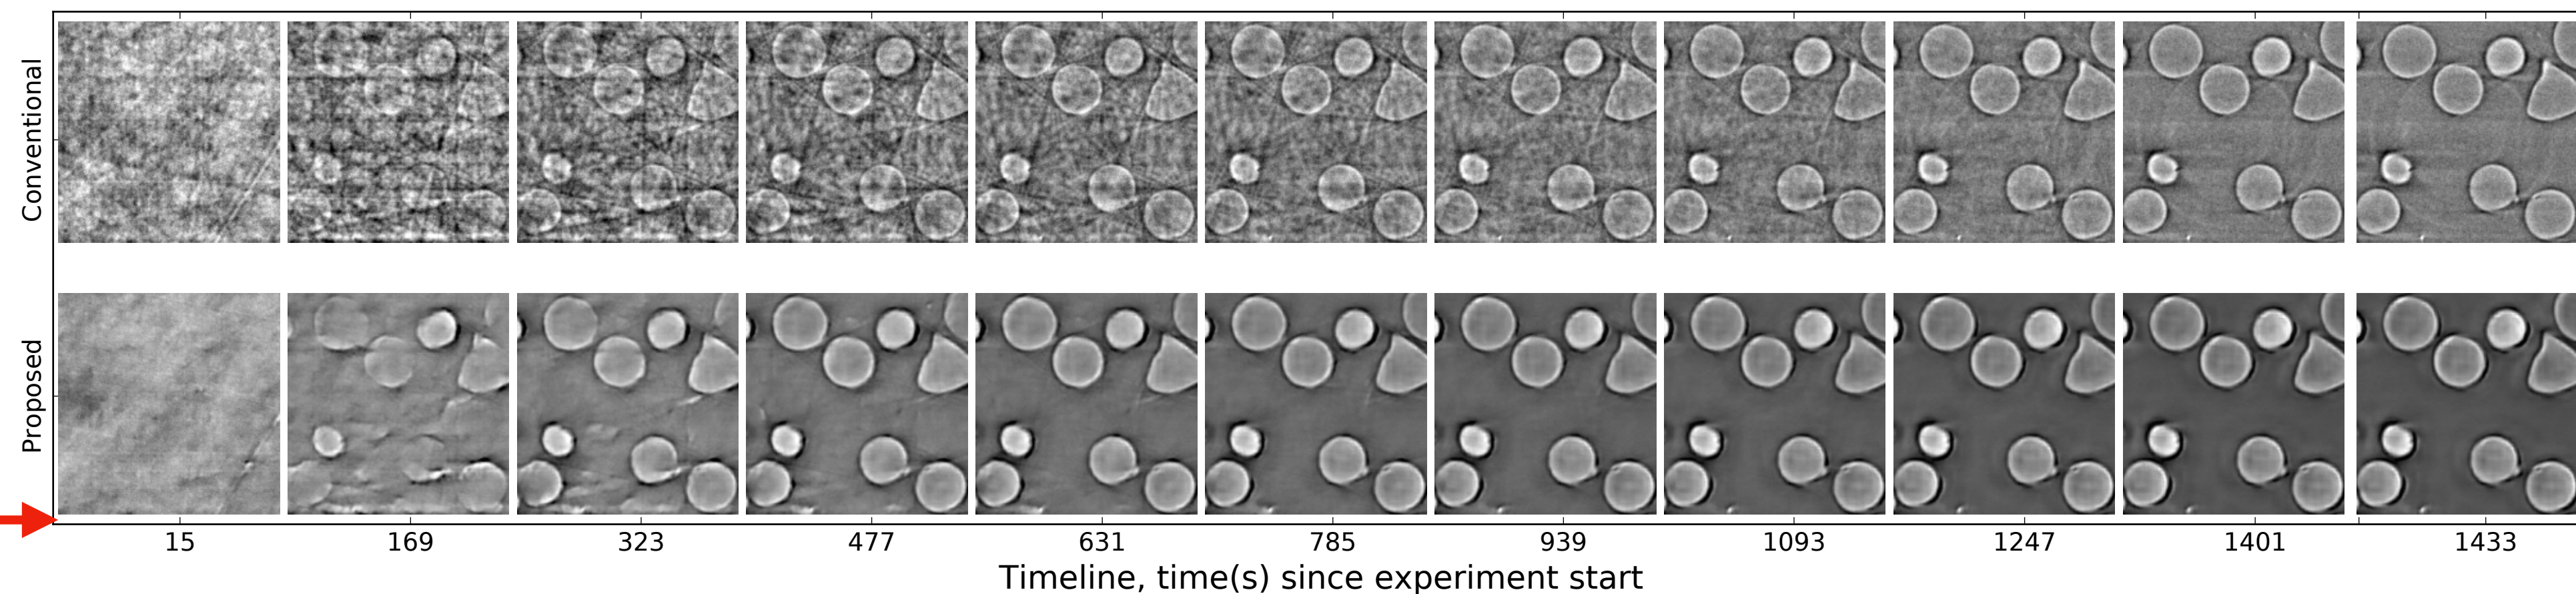 Conventional
Proposed
15 169 323 477 631 785 939 1093 1247 1401 1433
Timeline, time(s) since experiment start